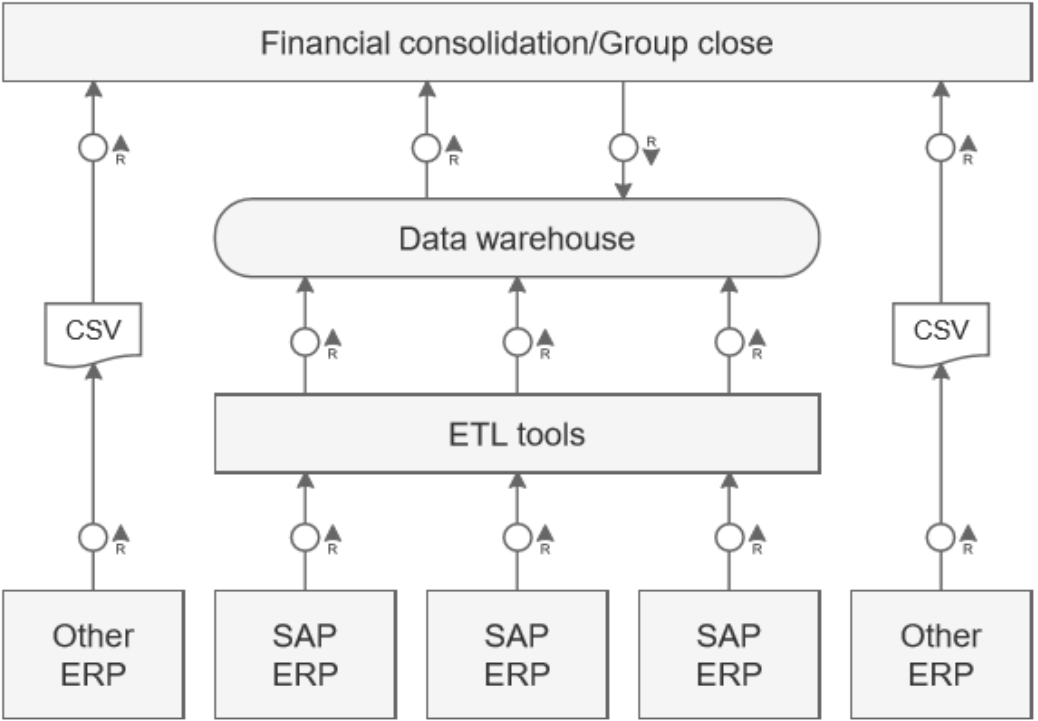 Financial consolidation/Group close
R
R
R
R
Data warehouse
CSV
R
R
R
CSV
ETL tools
R
R
R
R
R
Other
ERP
SAP
ERP
SAP
ERP
SAP
ERP
Other
ERP